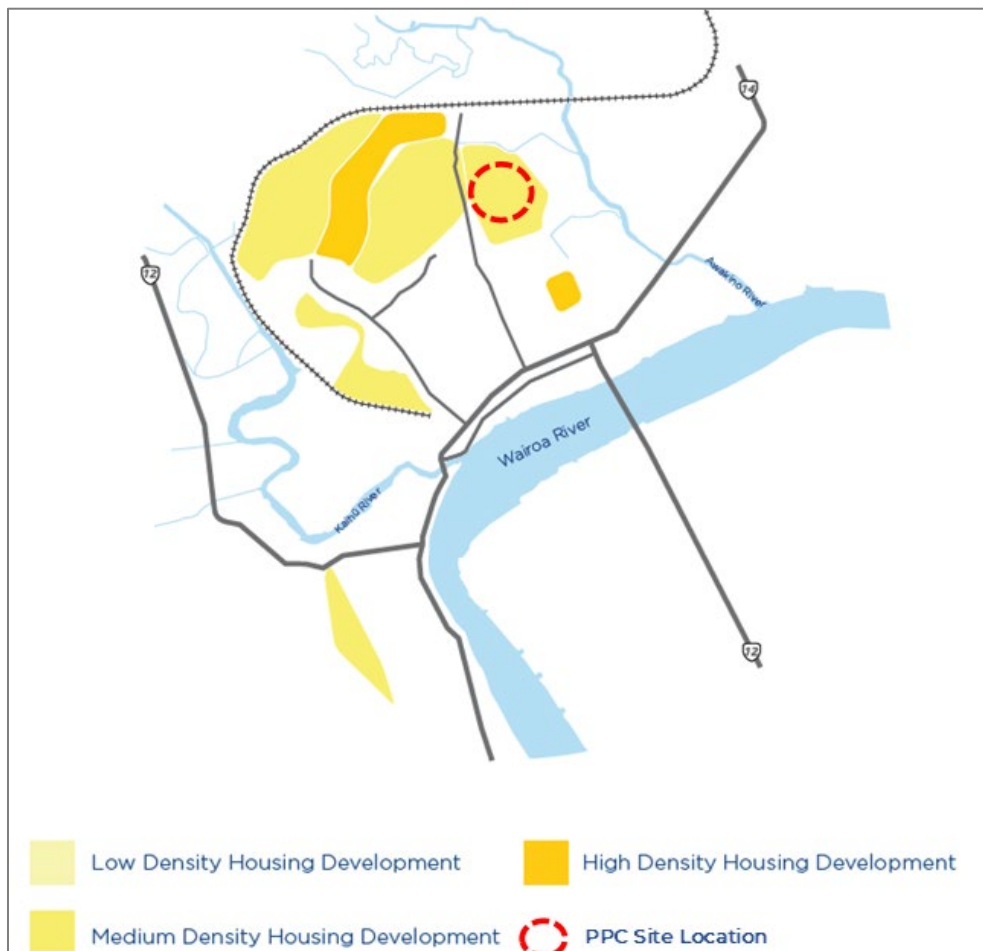 14
12
Awakino River
Wairoa River
Kaihū River
12
Low Density Housing Development
High Density Housing Development
Medium Density Housing Development
PPC Site Location